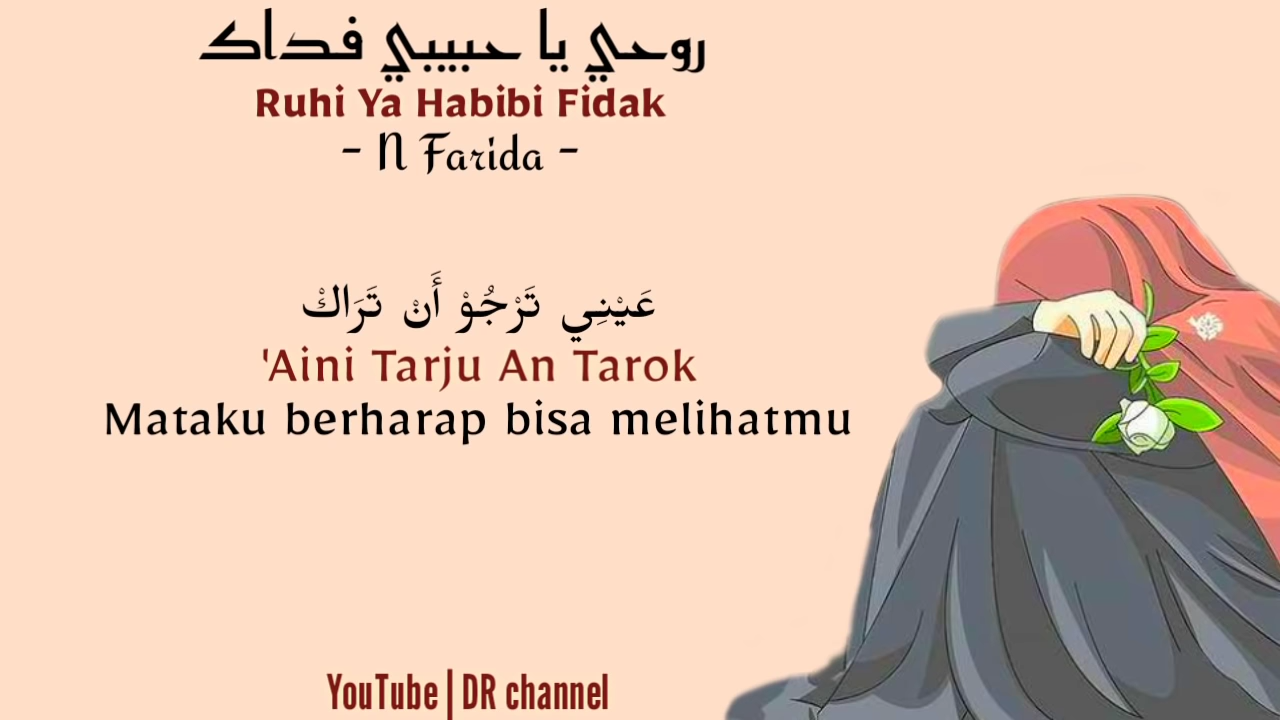 روحي يا حبيبي فداك
Ruhi Ya Habibi Fidak
- N Farida -
عَيْنِي تَرْجُوْ أَنْ تَرَاكْ
'Aini Tarju An Tarok
Mataku berharap bisa melihatmu
YouTube | DR channel